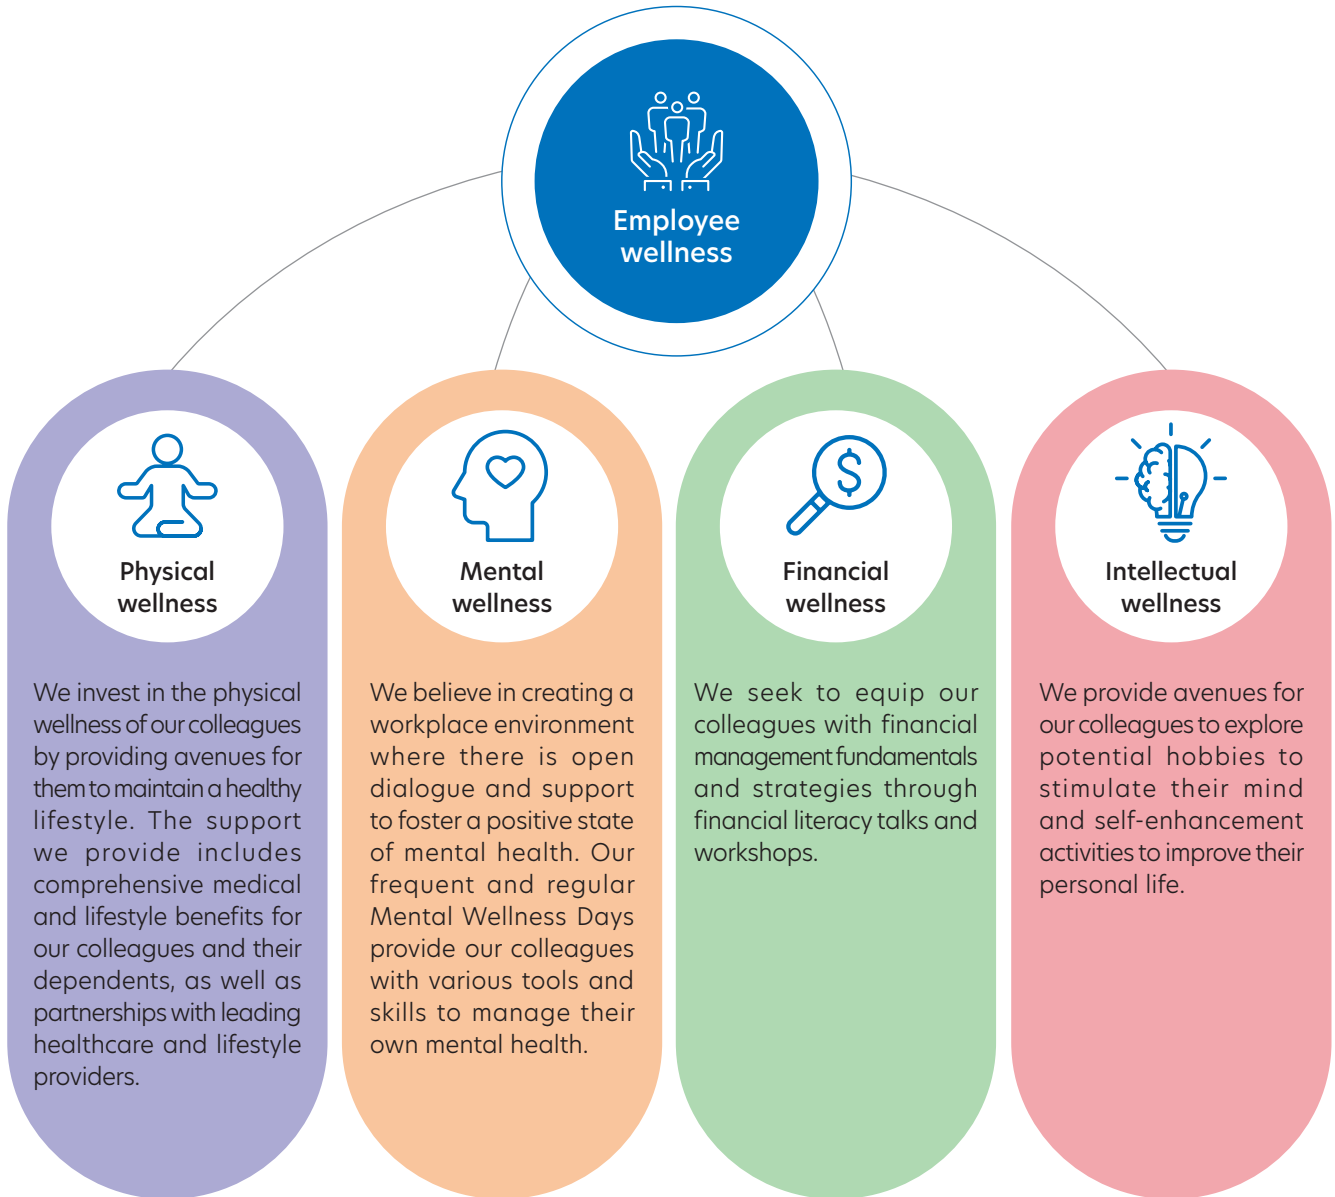 Employee
wellness
Physical
wellness
We invest in the physical
wellness of our colleagues
by providing avenues for
them to maintain a healthy
lifestyle. The support
we provide includes
comprehensive medical
and lifestyle benefits for
our colleagues and their
dependents, as well as
partnerships with leading
healthcare and lifestyle
providers.
Mental
wellness
We believe in creating a
workplace environment
where there is open
dialogue and support
to foster a positive state
of mental health. Our
frequent and regular
Mental Wellness Days
provide our colleagues
with various tools and
skills to manage their
own mental health.
Financial
wellness
We seek to equip our
colleagues with financial
management fundamentals
and strategies through
financial literacy talks and
workshops.
Intellectual
wellness
We provide avenues for
our colleagues to explore
potential hobbies to
stimulate their mind
and self-enhancement
activities to improve their
personal life.